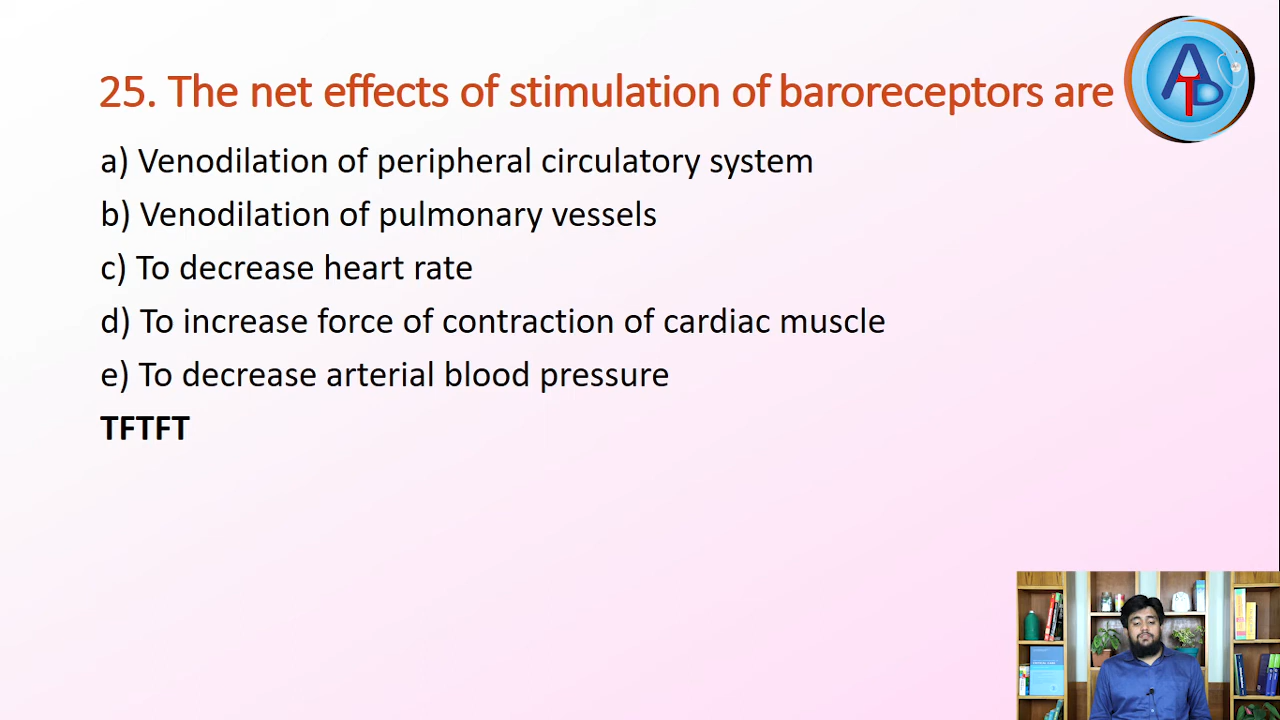 25. The net effects of stimulation of baroreceptors are
ATB
a) Venodilation of peripheral circulatory system
b) Venodilation of pulmonary vessels
c) To decrease heart rate
d) To increase force of contraction of cardiac muscle
e) To decrease arterial blood pressure
TFTFT